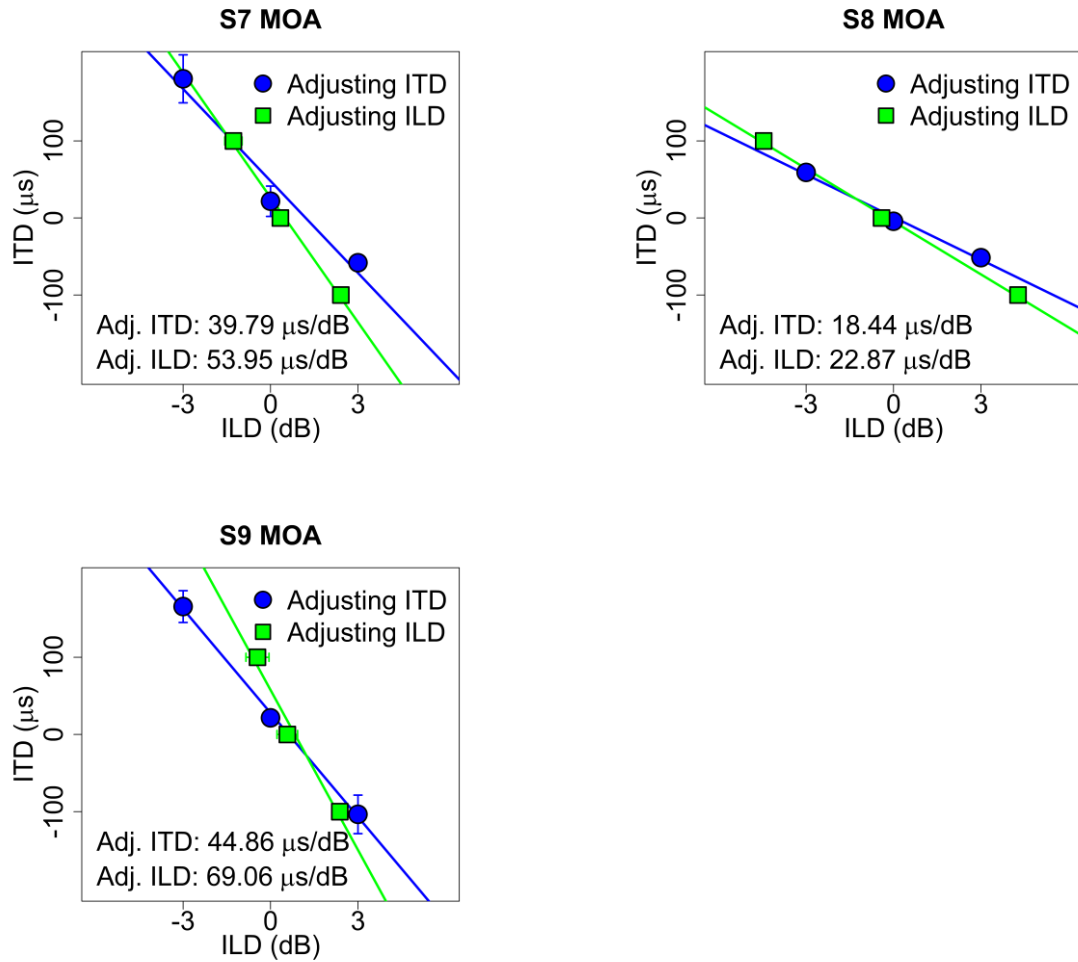 S7 MOA
Adjusting ITD
Adjusting ILD
100
0
-100
ITD (μs)
Adj. ITD: 39.79 μs/dB
Adj. ILD: 53.95 μs/dB
-3 0 3
ILD (dB)
S8 MOA
Adjusting ITD
Adjusting ILD
100
0
-100
ITD (μs)
Adj. ITD: 18.44 μs/dB
Adj. ILD: 22.87 μs/dB
-3 0 3
ILD (dB)
S9 MOA
Adjusting ITD
Adjusting ILD
100
0
-100
ITD (μs)
Adj. ITD: 44.86 μs/dB
Adj. ILD: 69.06 μs/dB
-3 0 3
ILD (dB)